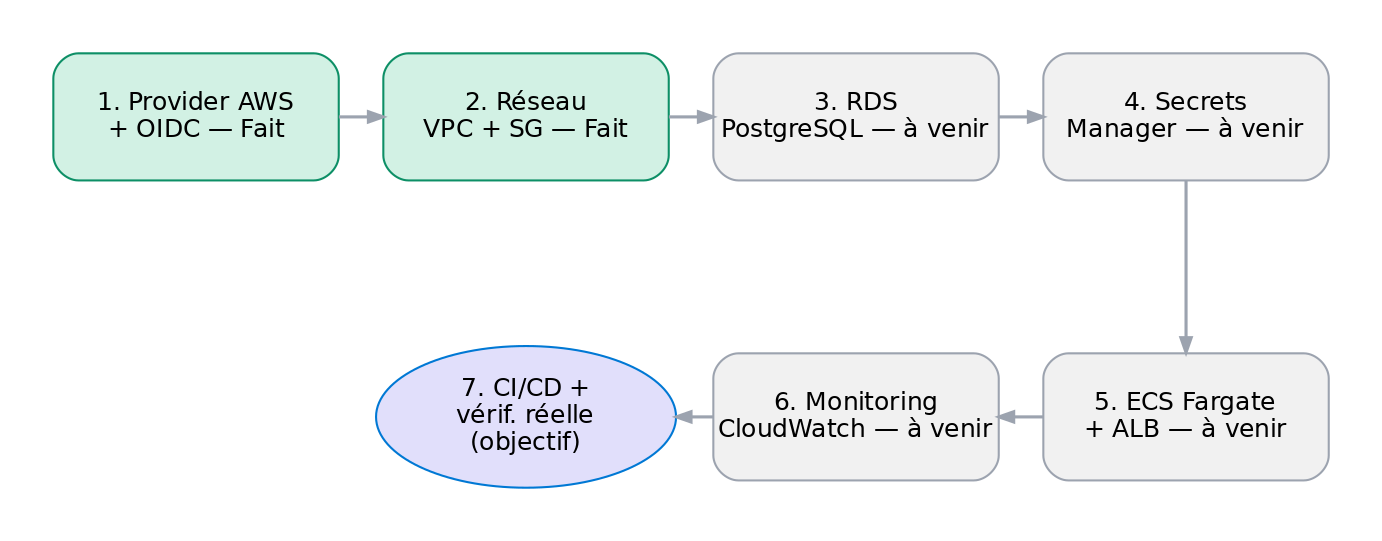 1. Provider AWS
+ OIDC — Fait
2. Réseau
VPC + SG — Fait
3. RDS
PostgreSQL — à venir
4. Secrets
Manager — à venir
5. ECS Fargate
+ ALB — à venir
6. Monitoring
CloudWatch — à venir
7. CI/CD +
vérif. réelle
(objectif)